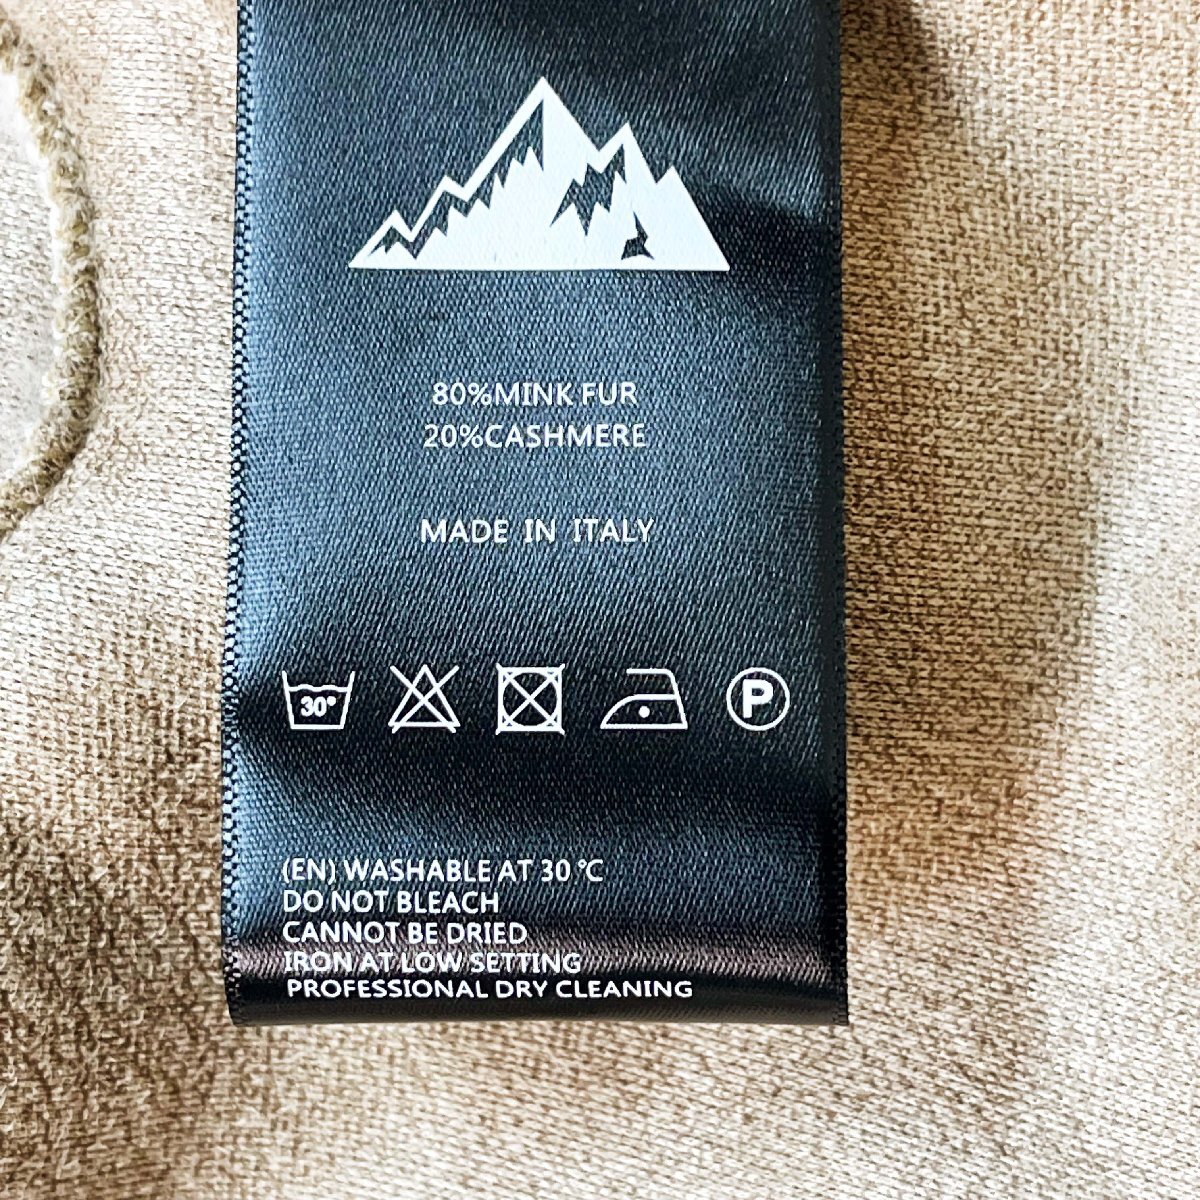 80%MINK FUR
20%CASHMERE
MADE IN ITALY
30° P
(EN) WASHABLE AT 30 °C
DO NOT BLEACH
CANNOT BE DRIED
IRON AT LOW SETTING
PROFESSIONAL DRY CLEANING